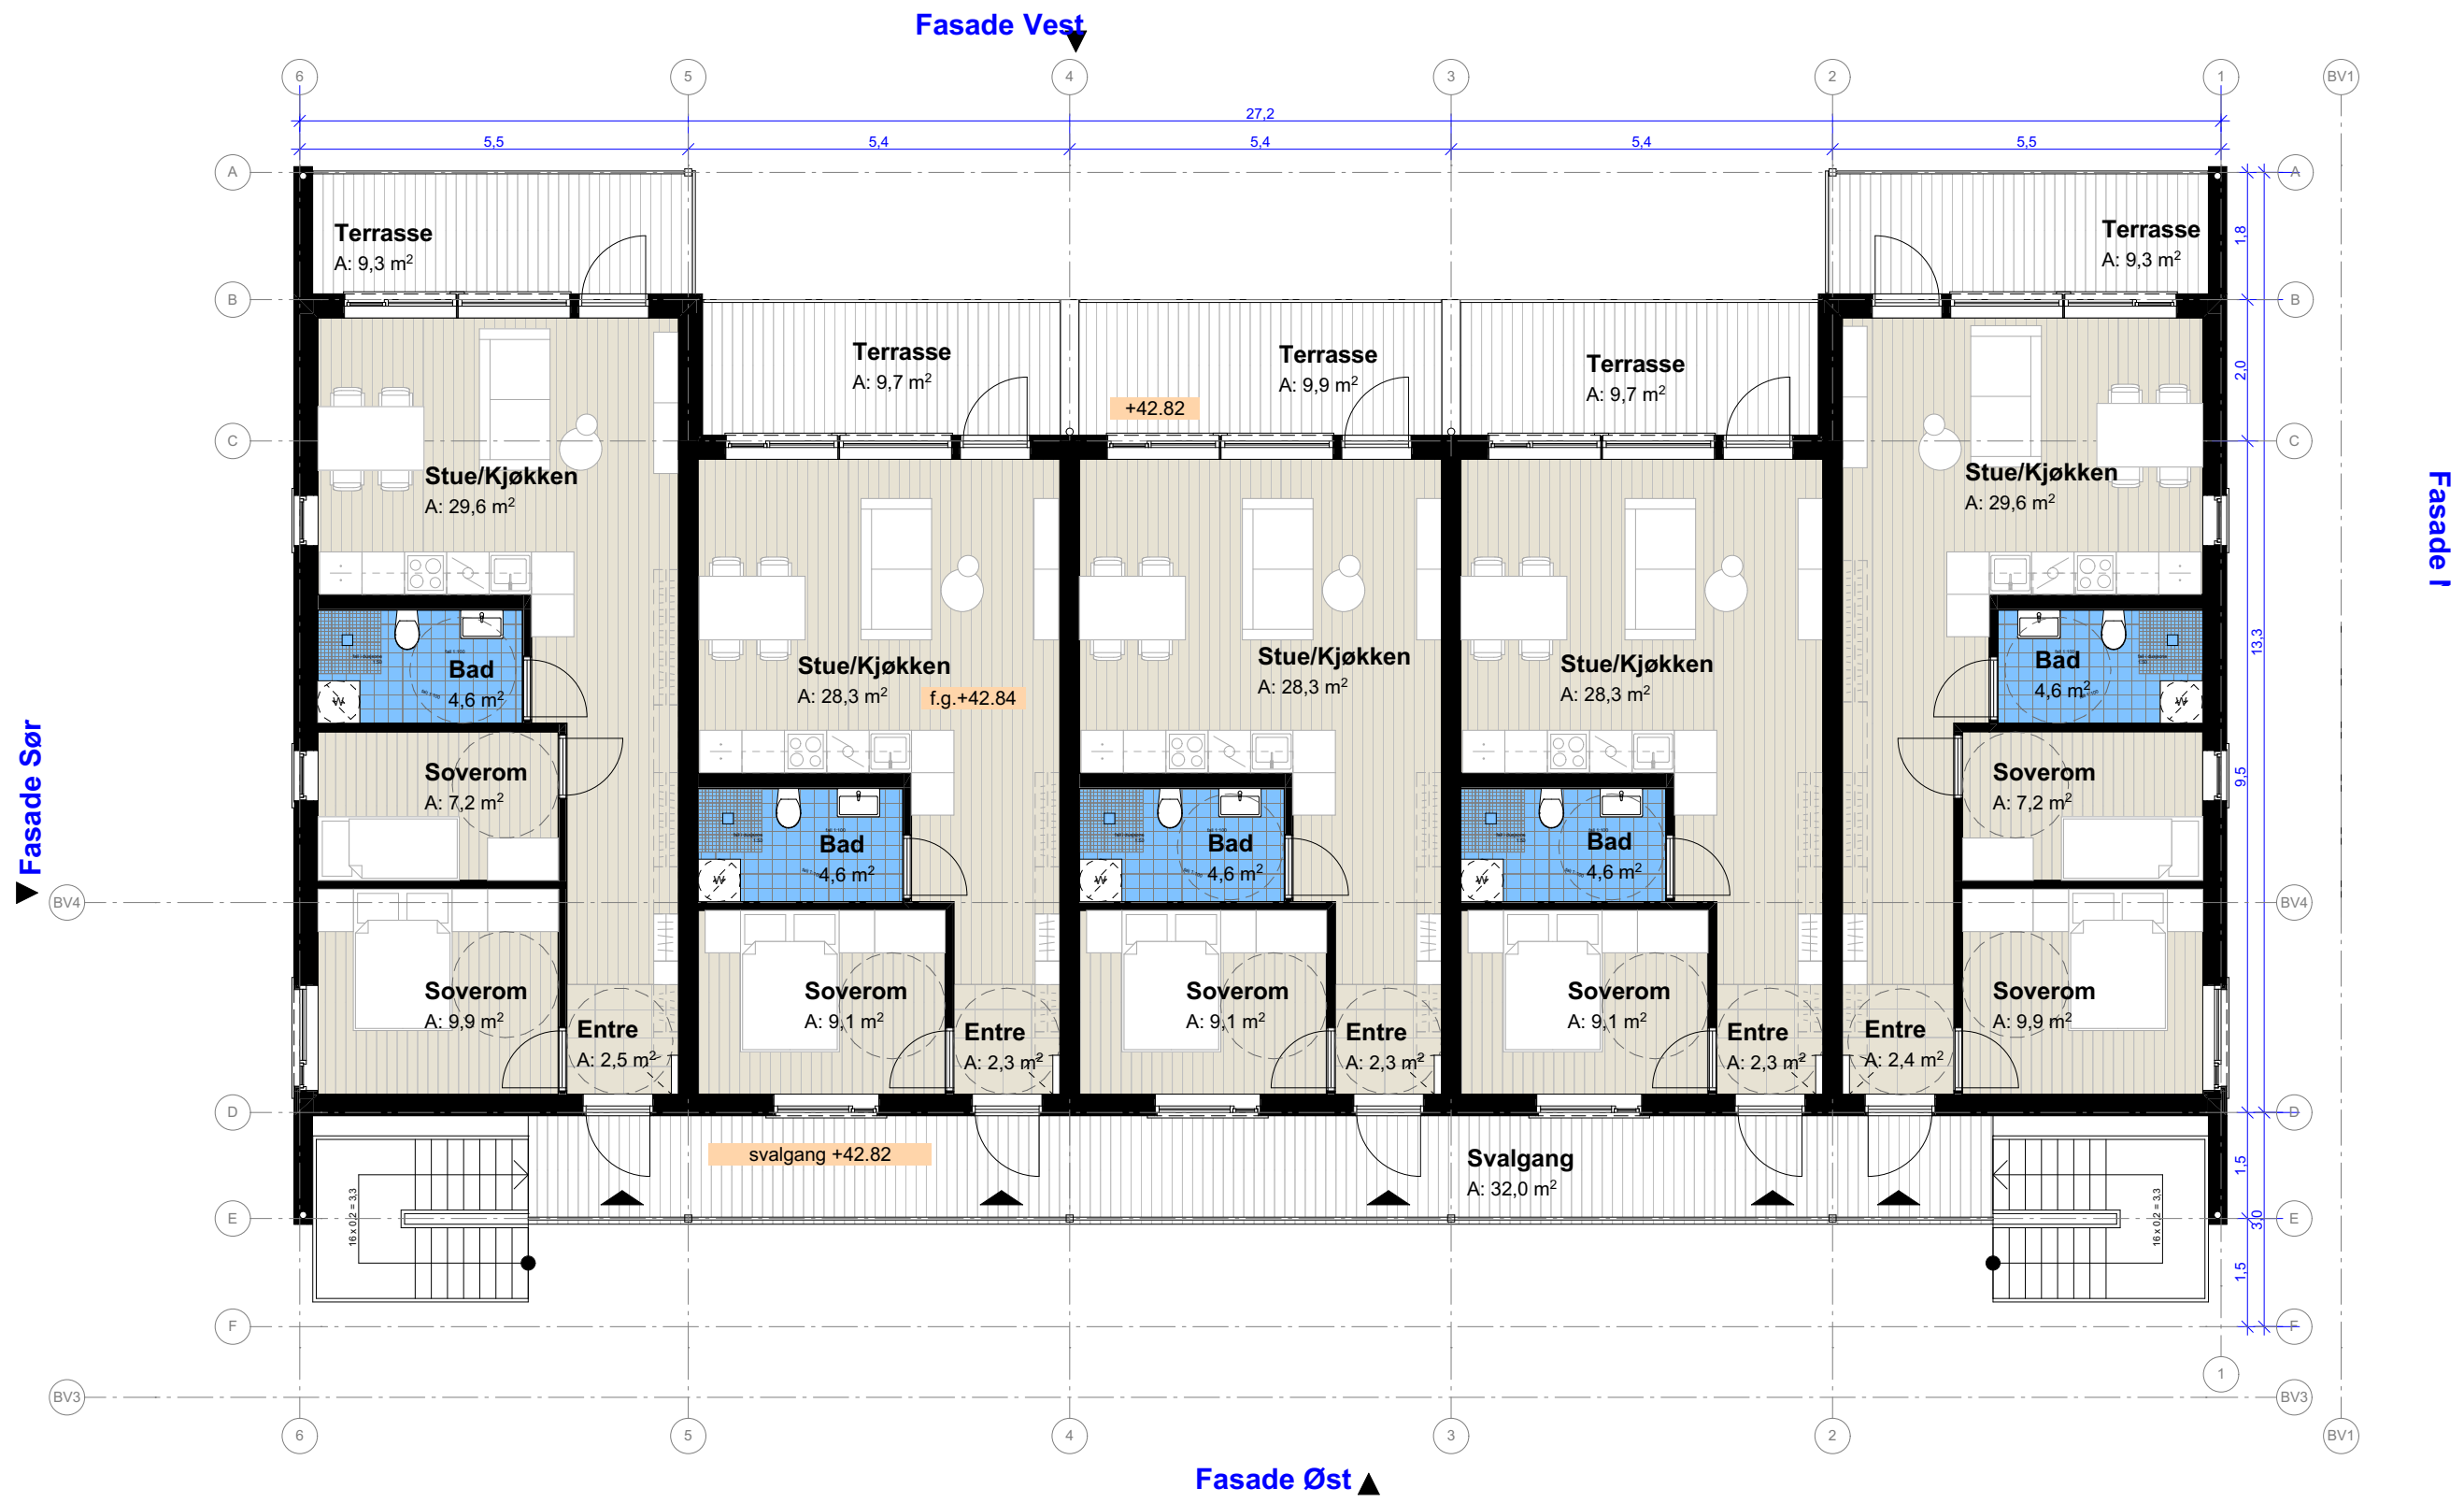 Fasade Vest
6
5
4
3
2
1
BV1
27,2
5,5
5,4
5,4
5,4
5,5
A
A
Terrasse
A: 9,3 m²
Terrasse
A: 9,3 m²
1,8
B
B
Terrasse
A: 9,7 m²
Terrasse
A: 9,9 m²
Terrasse
A: 9,7 m²
+42.82
2,0
C
C
Stue/Kjøkken
A: 29,6 m²
Stue/Kjøkken
A: 29,6 m²
Stue/Kjøkken
A: 28,3 m²
f.g.+42.84
Stue/Kjøkken
A: 28,3 m²
Stue/Kjøkken
A: 28,3 m²
Bad
4,6 m²
W
Bad
4,6 m²
W
13,3
9,5
Soverom
A: 7,2 m²
Soverom
A: 7,2 m²
Bad
4,6 m²
W
Bad
4,6 m²
W
Bad
4,6 m²
W
BV4
BV4
Soverom
A: 9,9 m²
Entre
A: 2,5 m²
Soverom
A: 9,1 m²
Entre
A: 2,3 m²
Soverom
A: 9,1 m²
Entre
A: 2,3 m²
Soverom
A: 9,1 m²
Entre
A: 2,3 m²
Entre
A: 2,4 m²
Soverom
A: 9,9 m²
D
D
svalgang +42.82
Svalgang
A: 32,0 m²
1,5
16 x 0,2 = 3,3
16 x 0,2 = 3,3
E
E
3,0
1,5
F
F
1
BV3
BV3
6
5
4
3
2
BV1
Fasade Øst
Fasade Sør
Fasade